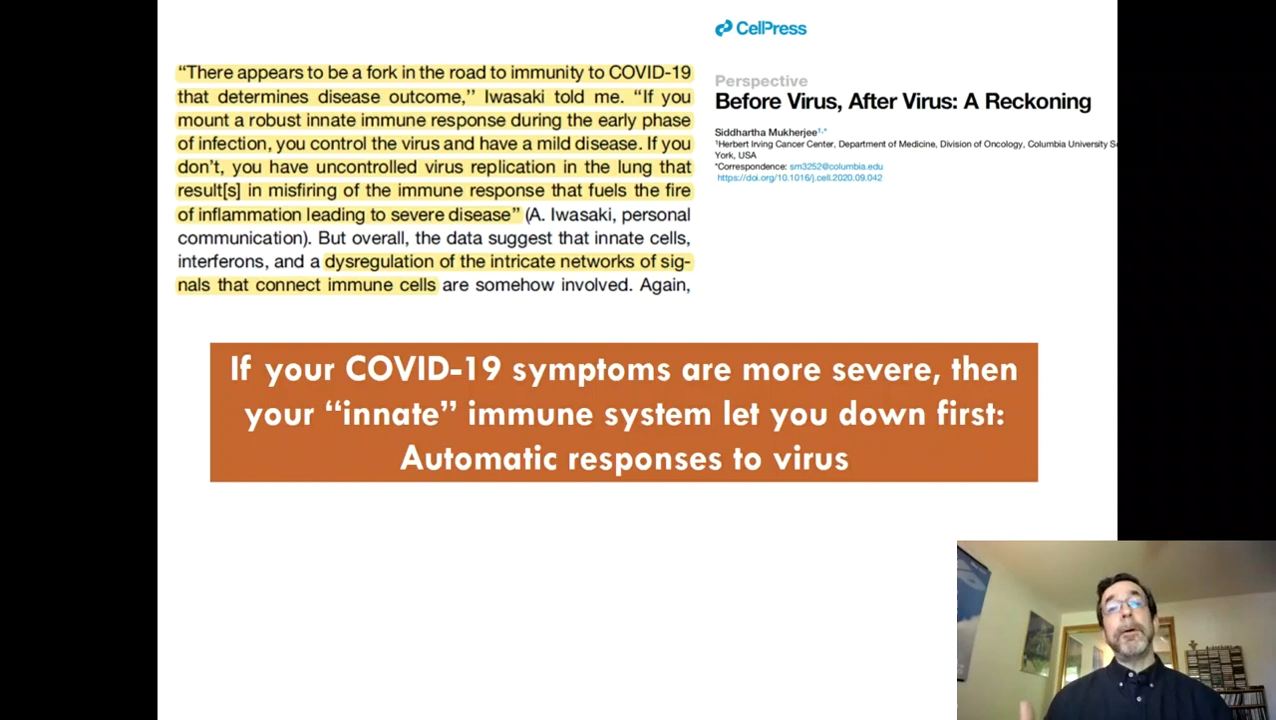 “There appears to be a fork in the road to immunity to COVID-19
that determines disease outcome,’’ Iwasaki told me. “If you
mount a robust innate immune response during the early phase
of infection, you control the virus and have a mild disease. If you
don’t, you have uncontrolled virus replication in the lung that
result[s] in misfiring of the immune response that fuels the fire
of inflammation leading to severe disease” (A. Iwasaki, personal
communication). But overall, the data suggest that innate cells,
interferons, and a dysregulation of the intricate networks of sig-
nals that connect immune cells are somehow involved. Again,
CellPress
Perspective
Before Virus, After Virus: A Reckoning
Siddhartha Mukherjee1,*
1Herbert Irving Cancer Center, Department of Medicine, Division of Oncology, Columbia University S
York, USA
*Correspondence: sm3252@columbia.edu
https://doi.org/10.1016/j.cell.2020.09.042
If your COVID-19 symptoms are more severe, then
your “innate” immune system let you down first:
Automatic responses to virus